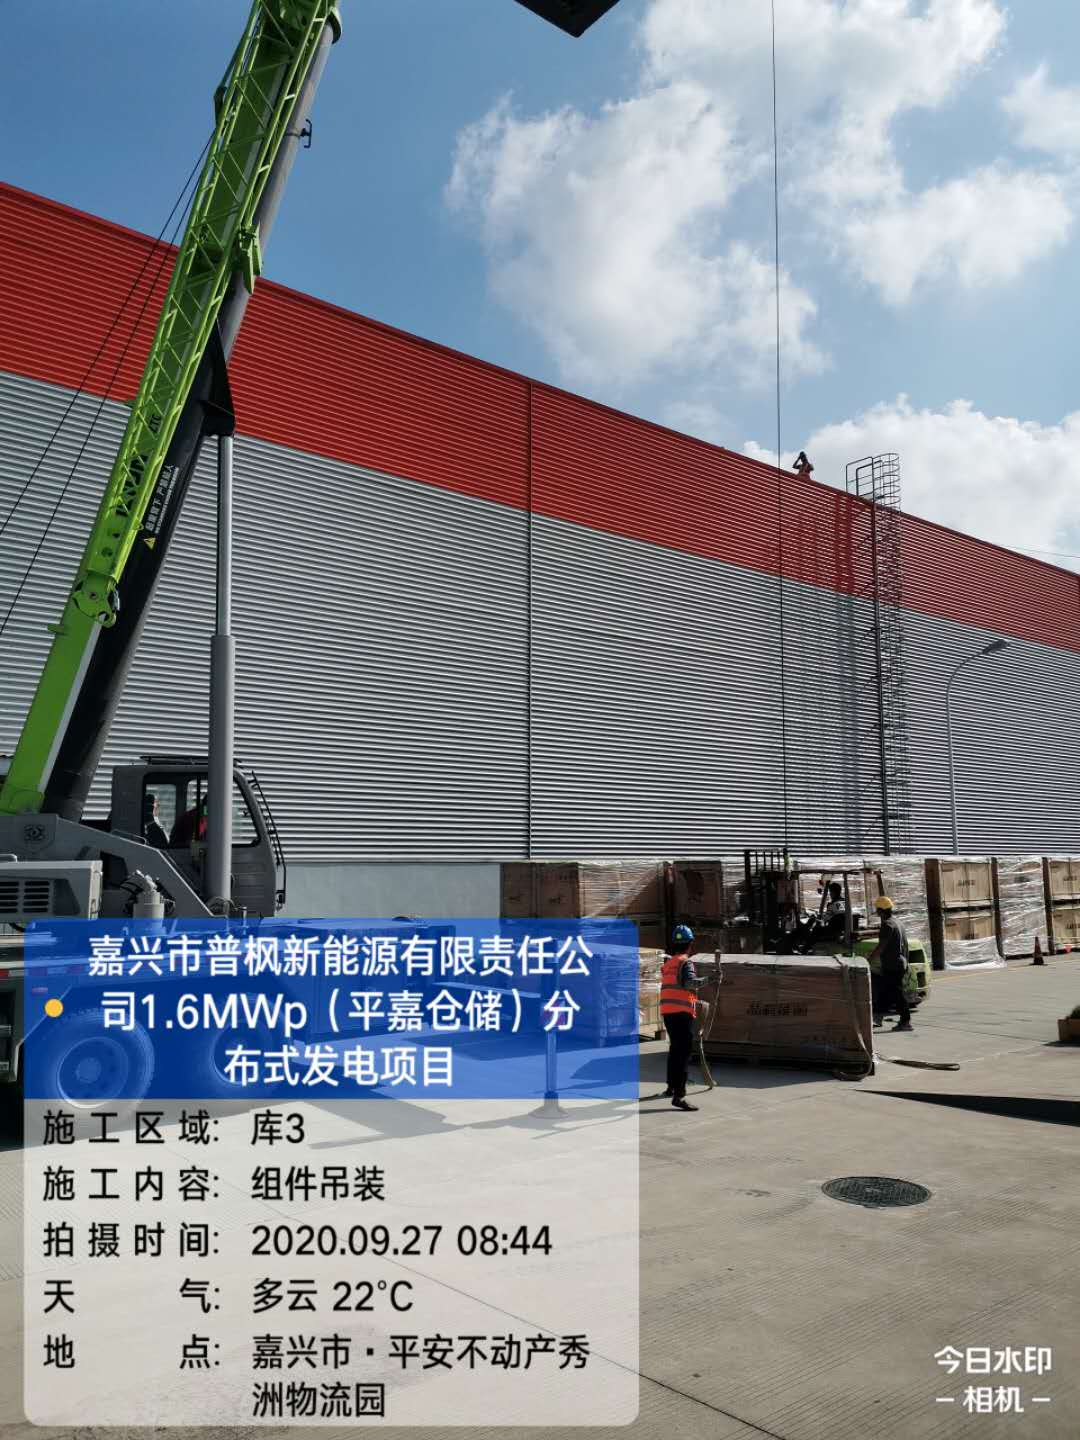 嘉兴市普枫新能源有限责任公
司1.6MWp（平嘉仓储）分
布式发电项目
施工区域: 库3
施工内容: 组件吊装
拍摄时间: 2020.09.27 08:44
天气: 多云 22℃
地点: 嘉兴市·平安不动产秀
洲物流园
今日水印
-相机-